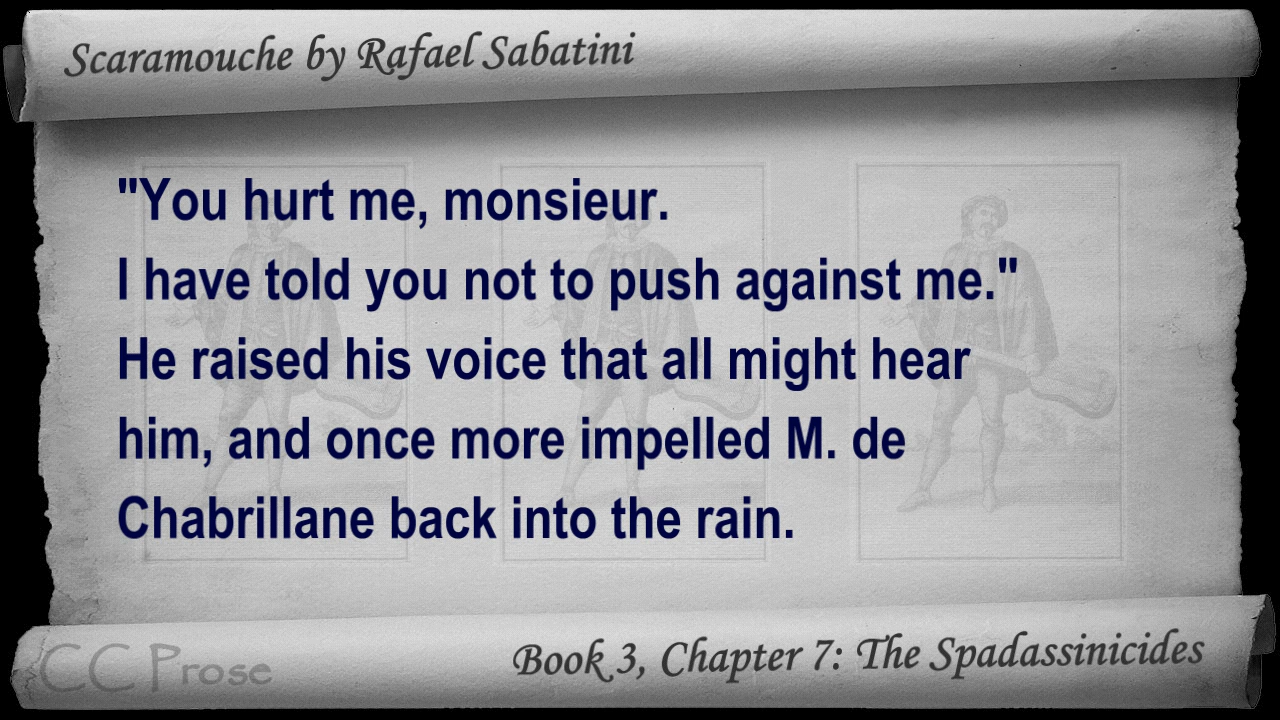 Scaramouche by Rafael Sabatini
"You hurt me, monsieur.
I have told you not to push against me."
He raised his voice that all might hear
him, and once more impelled M. de
Chabrillane back into the rain.
CC Prose
Book 3, Chapter 7: The Spadassinicides